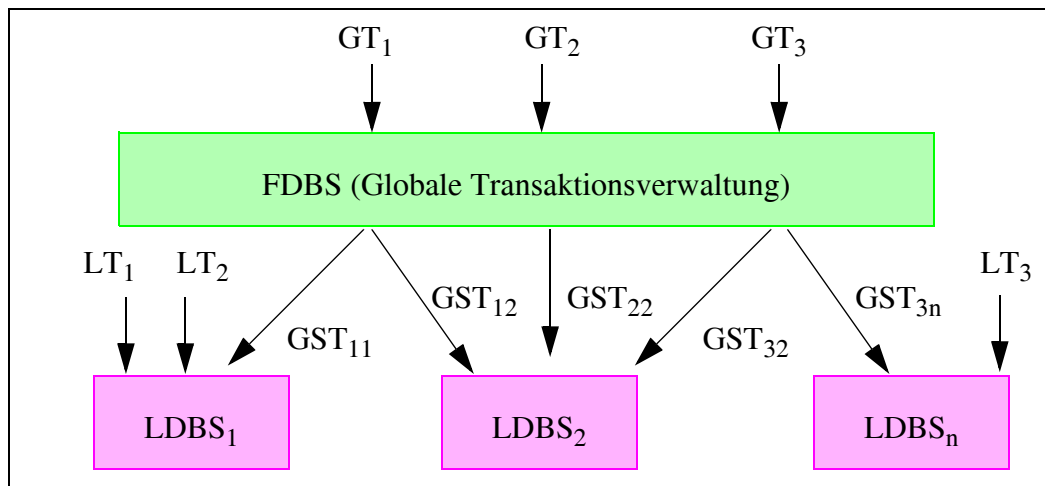 GT1 GT2 GT3
FDBS (Globale Transaktionsverwaltung)
LT1 LT2 LT3
GST12 GST22 GST3n
GST11 GST32
LDBS1 LDBS2 LDBSn